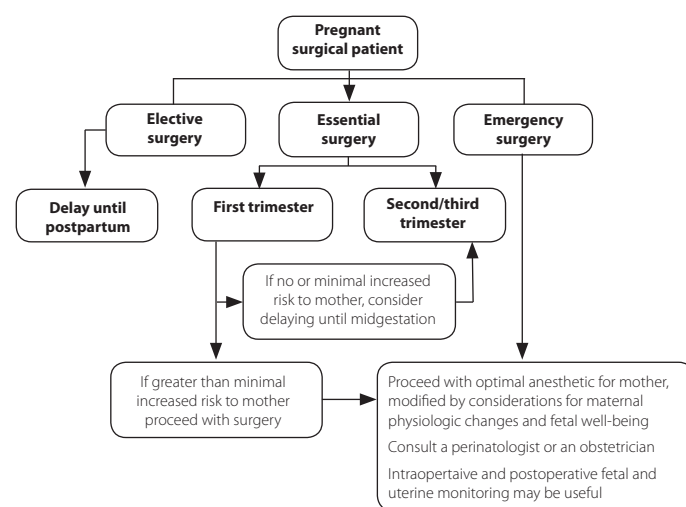 Pregnant
surgical patient
Elective
surgery
Essential
surgery
Emergency
surgery
Delay until
postpartum
First trimester
Second/third
trimester
If no or minimal increased
risk to mother, consider
delaying until midgestation
If greater than minimal
increased risk to mother
proceed with surgery
Proceed with optimal anesthetic for mother,
modified by considerations for maternal
physiologic changes and fetal well-being
Consult a perinatologist or an obstetrician
Intraopertaive and postoperative fetal and
uterine monitoring may be useful